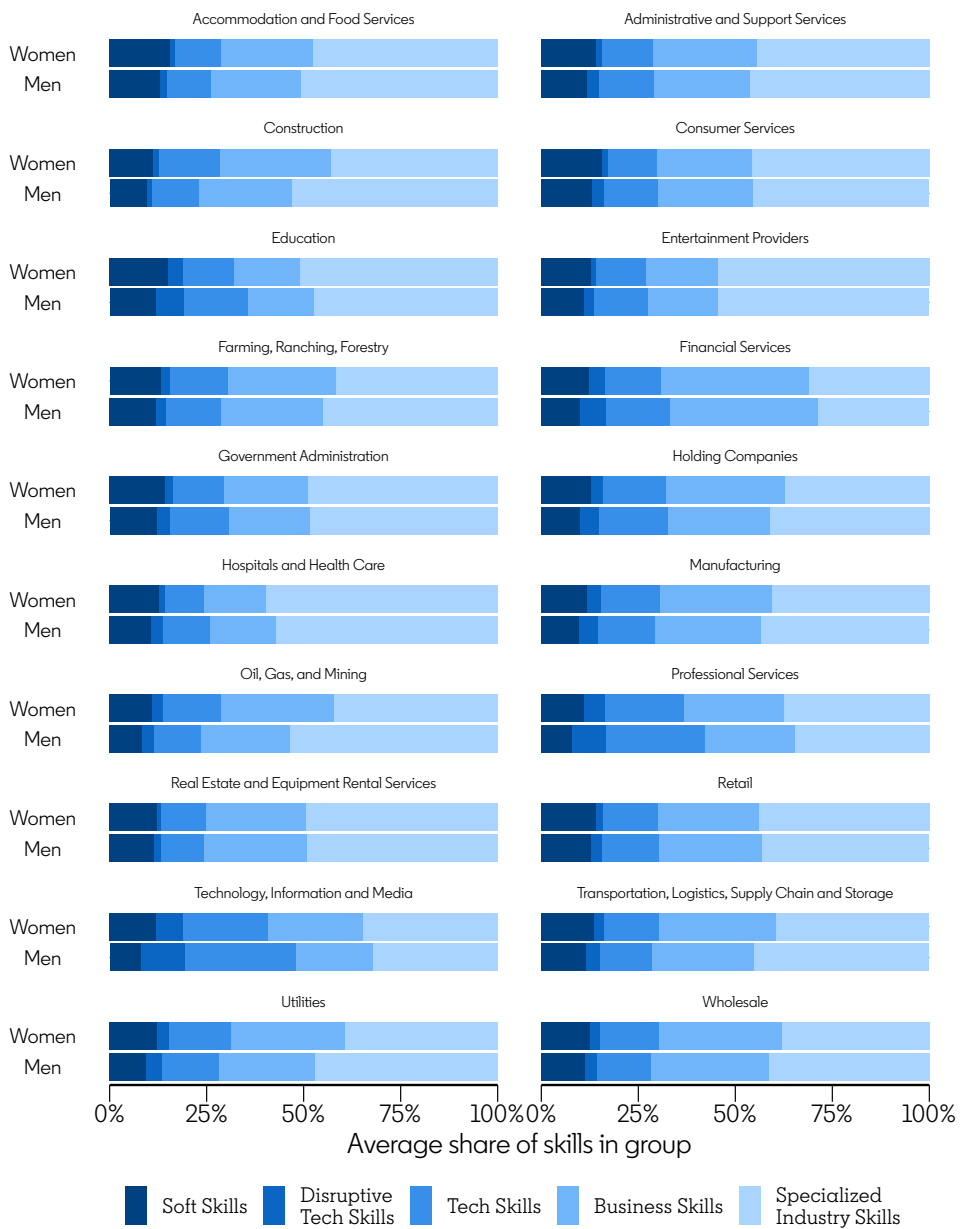 Accommodation and Food Services
Administrative and Support Services
Women
Men
Construction
Consumer Services
Women
Men
Education
Entertainment Providers
Women
Men
Farming, Ranching, Forestry
Financial Services
Women
Men
Government Administration
Holding Companies
Women
Men
Hospitals and Health Care
Manufacturing
Women
Men
Oil, Gas, and Mining
Professional Services
Women
Men
Real Estate and Equipment Rental Services
Retail
Women
Men
Technology, Information and Media
Transportation, Logistics, Supply Chain and Storage
Women
Men
Utilities
Wholesale
Women
Men
0% 25% 50% 75% 100% 0% 25% 50% 75% 100%
Average share of skills in group
Soft Skills
Disruptive
Tech Skills
Tech Skills
Business Skills
Specialized
Industry Skills